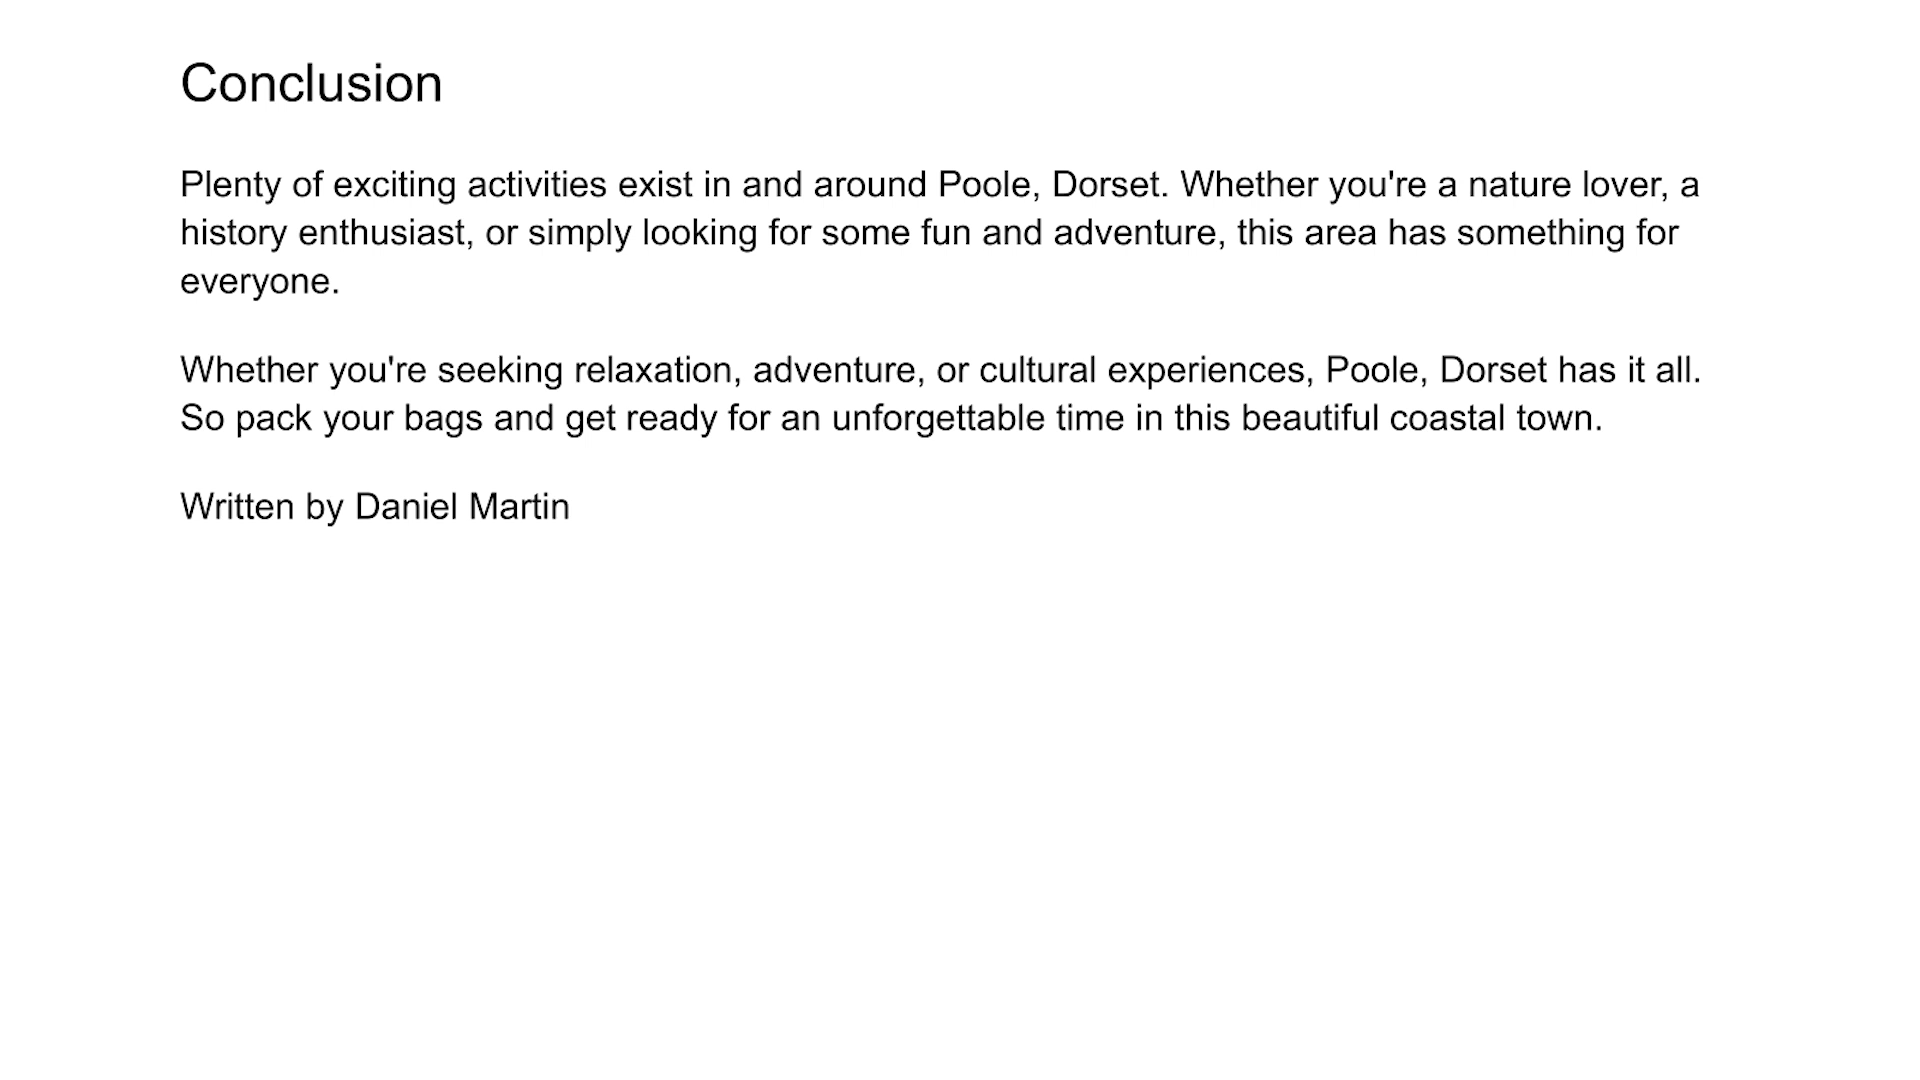 Conclusion
Plenty of exciting activities exist in and around Poole, Dorset. Whether you're a nature lover, a
history enthusiast, or simply looking for some fun and adventure, this area has something for
everyone.
Whether you're seeking relaxation, adventure, or cultural experiences, Poole, Dorset has it all.
So pack your bags and get ready for an unforgettable time in this beautiful coastal town.
Written by Daniel Martin